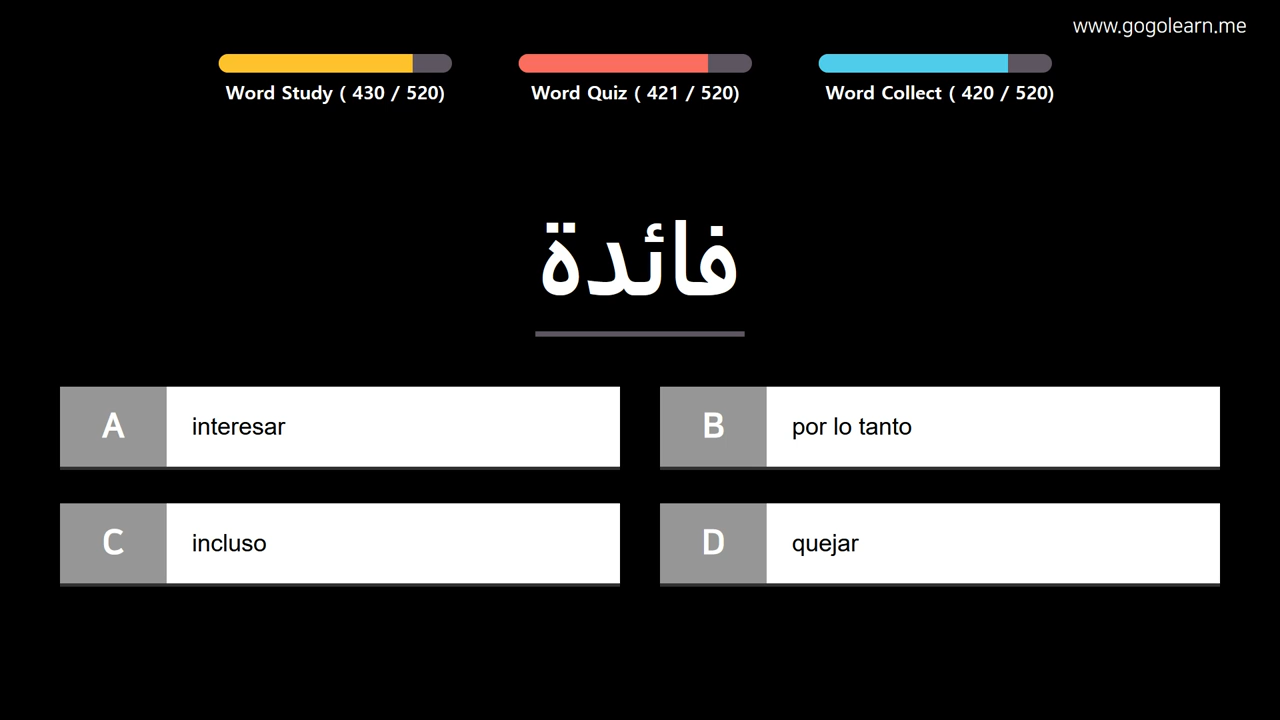 www.gogolearn.me
Word Study ( 430 / 520)
Word Quiz ( 421 / 520)
Word Collect ( 420 / 520)
فائدة
A interesar
B por lo tanto
C incluso
D quejar